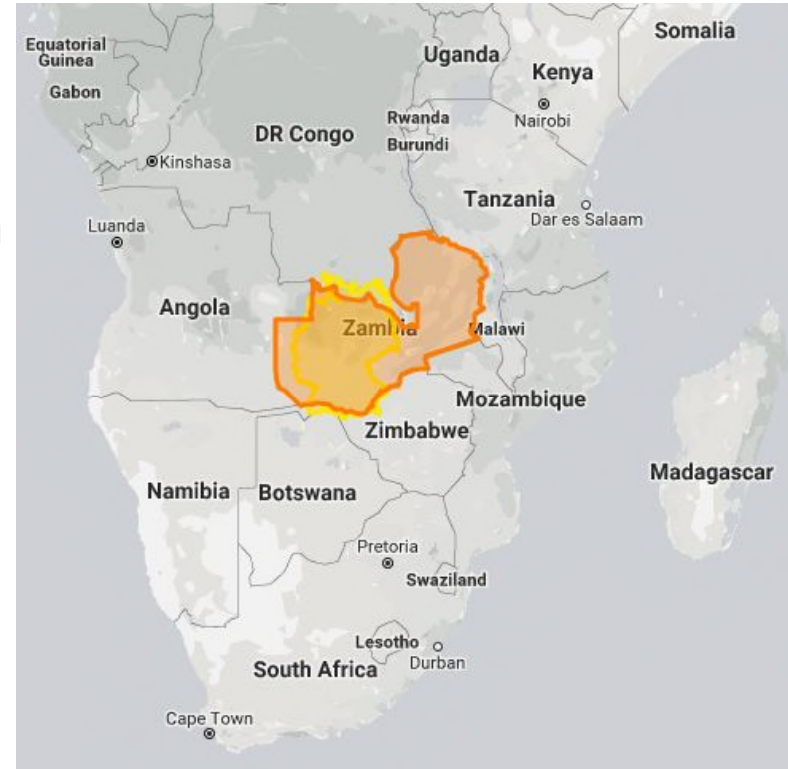 Somalia
Equatorial
Guinea
Uganda
Kenya
Gabon
Nairobi
Rwanda
DR Congo
Burundi
Kinshasa
Tanzania
Dar es Salaam
Luanda
Angola
Zambia
Malawi
Mozambique
Zimbabwe
Madagascar
Namibia
Botswana
Pretoria
Swaziland
Lesotho
Durban
South Africa
Cape Town